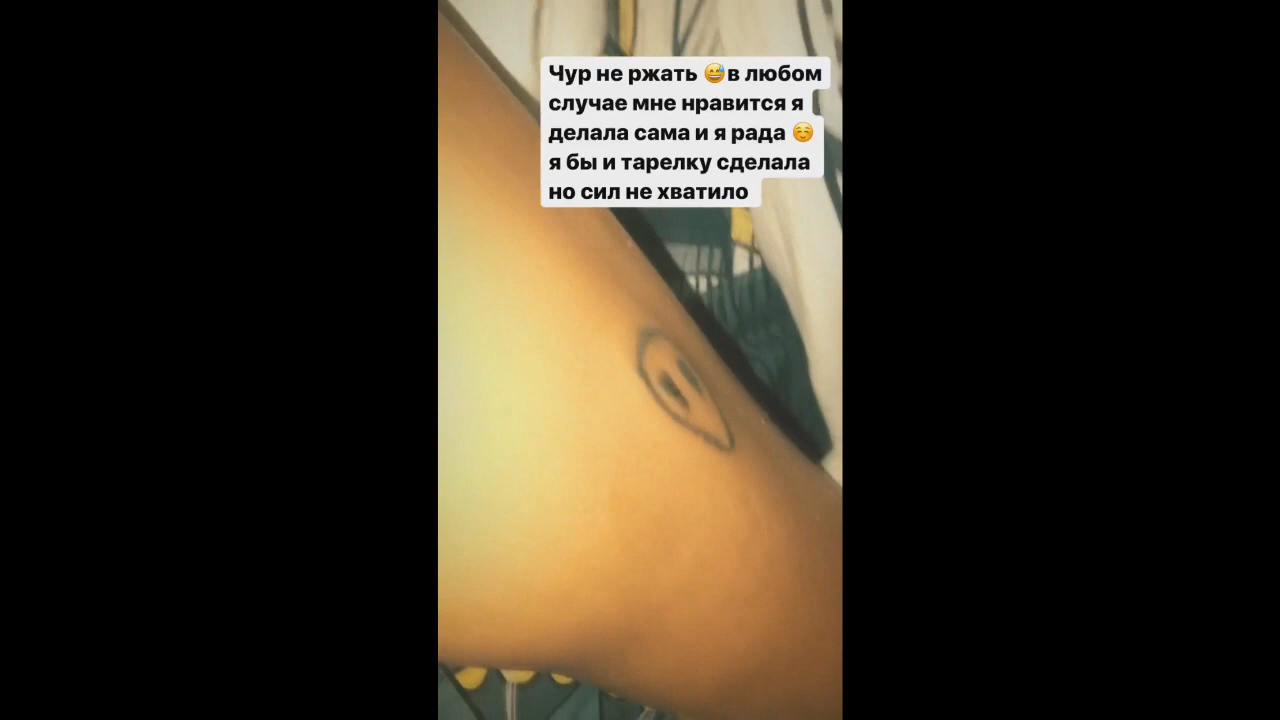 Чур не ржать 😅в любом
случае мне нравится я
делала сама и я рада ☺️
я бы и тарелку сделала
но сил не хватило